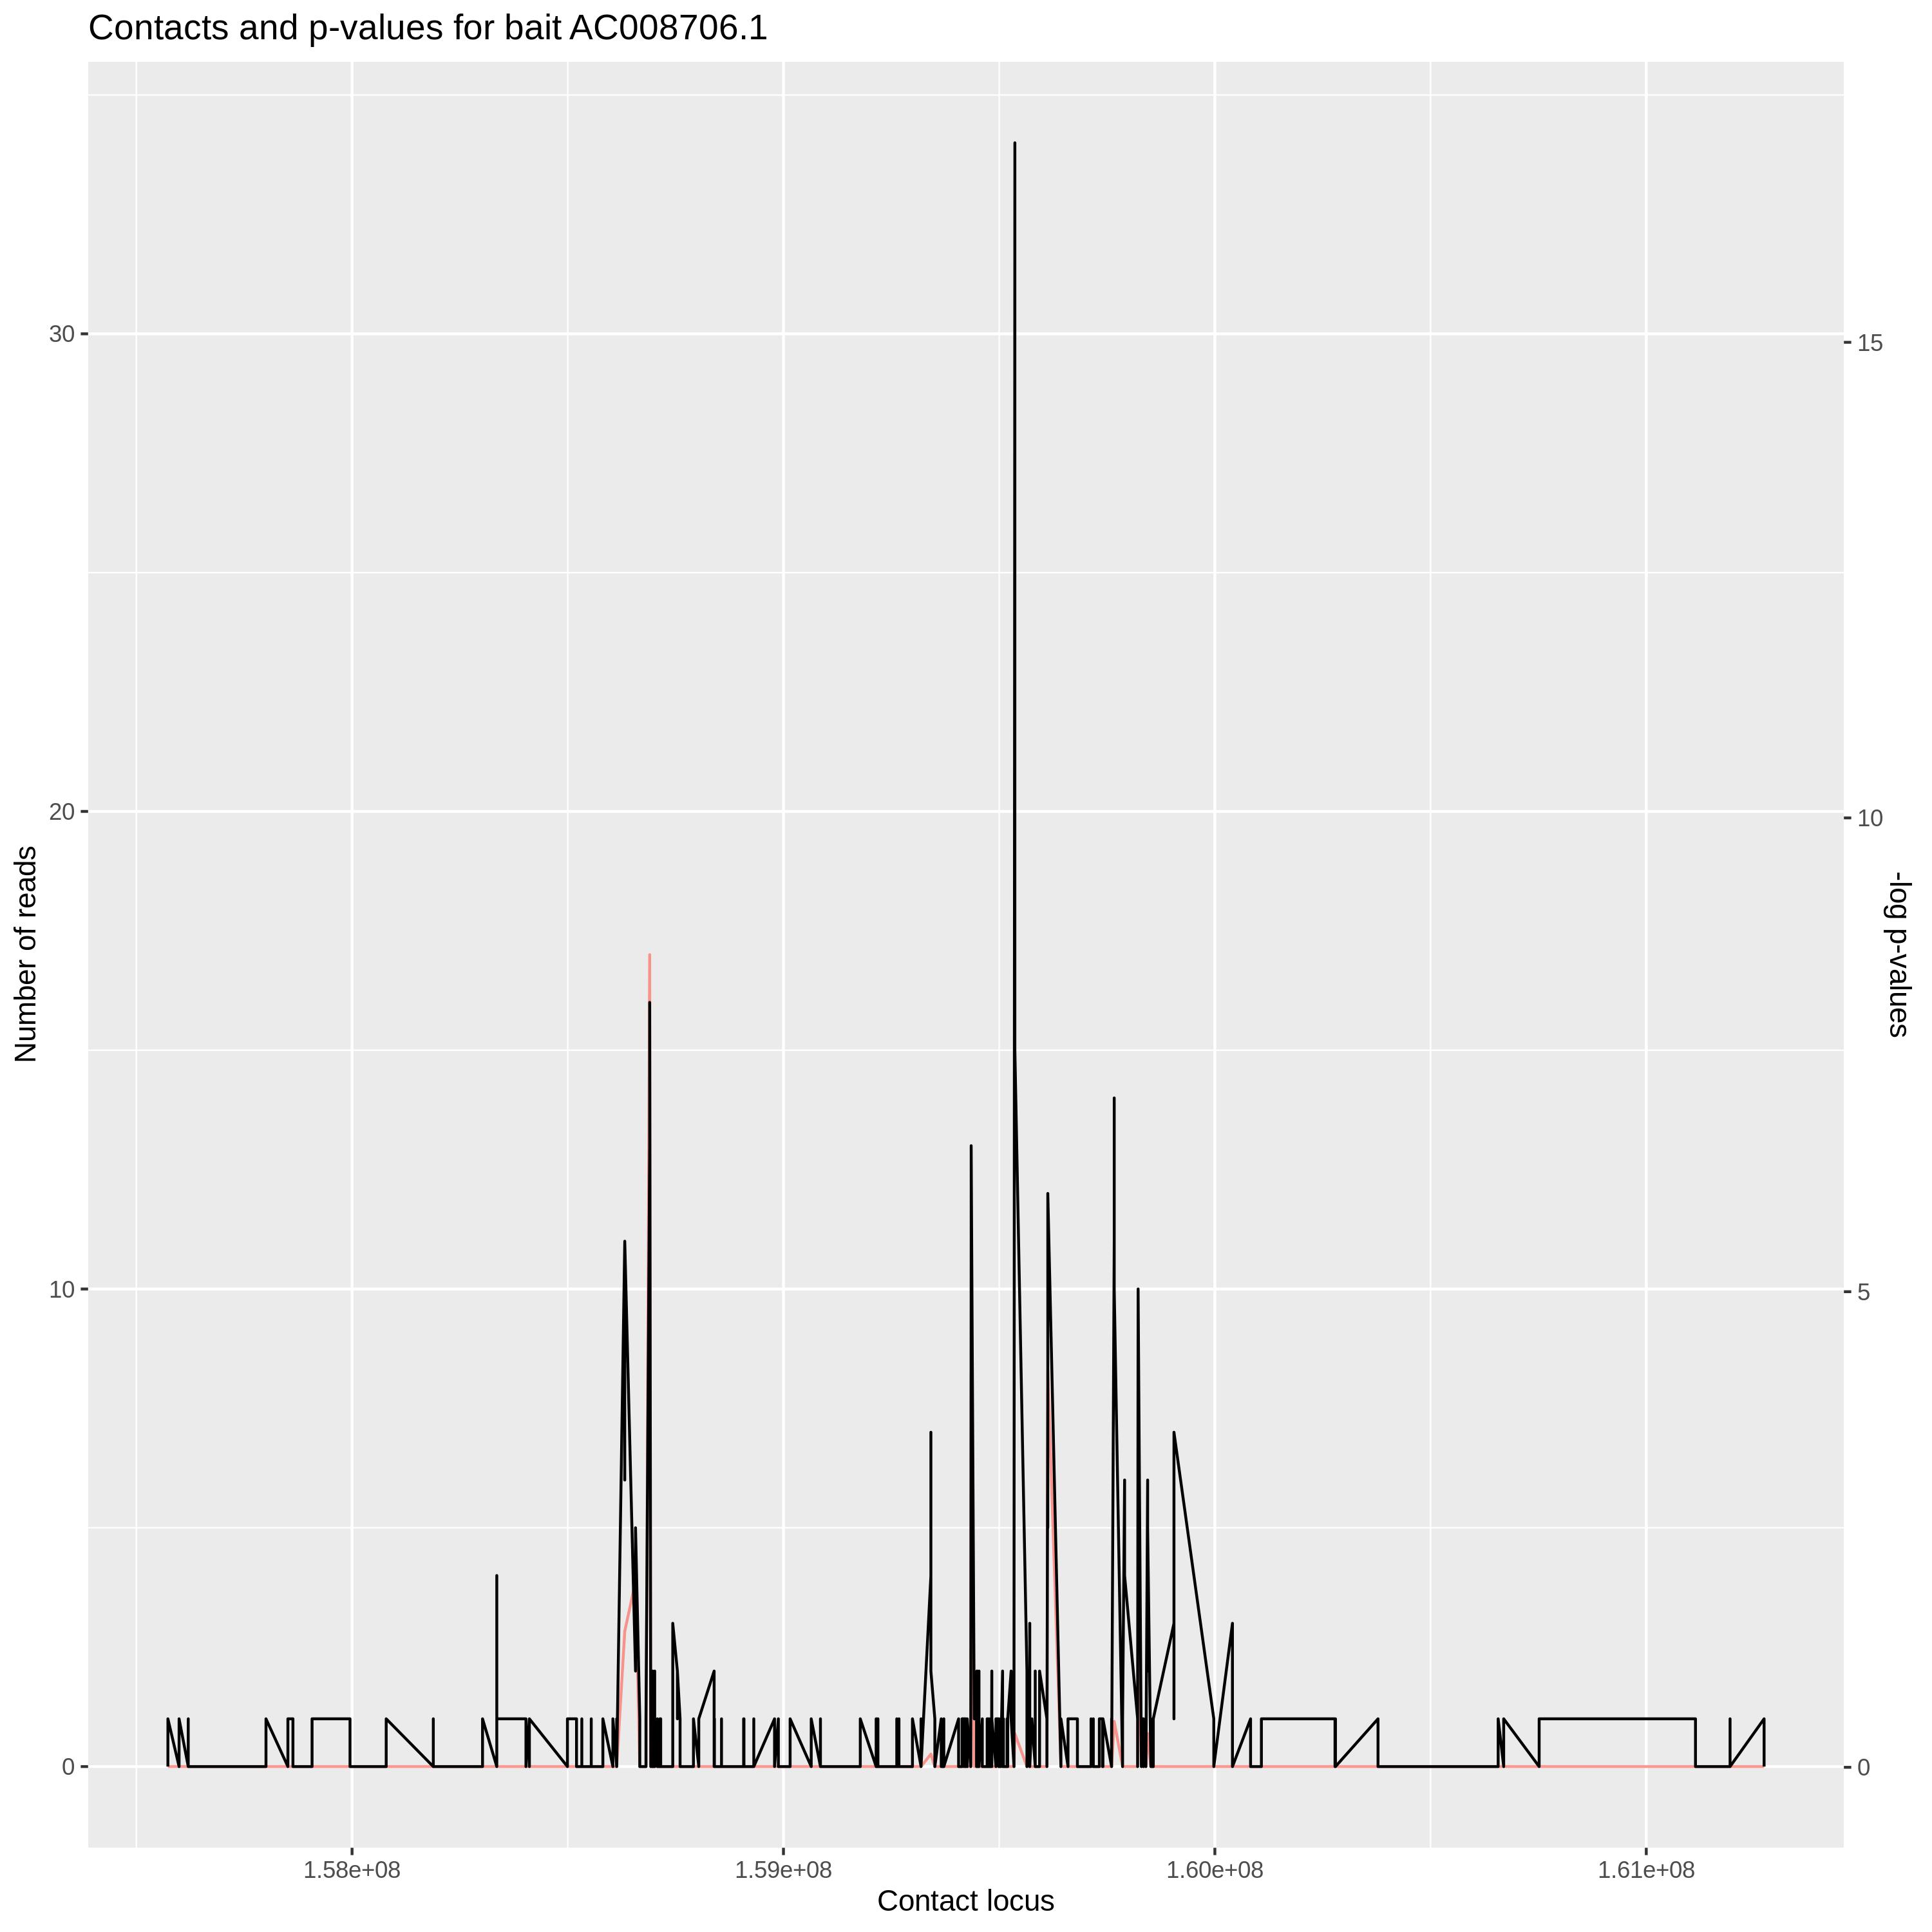 Contacts and p-values for bait AC008706.1
30
20
10
0
Number of reads
15
10
5
0
-log p-values
1.58e+08
1.59e+08
1.60e+08
1.61e+08
Contact locus